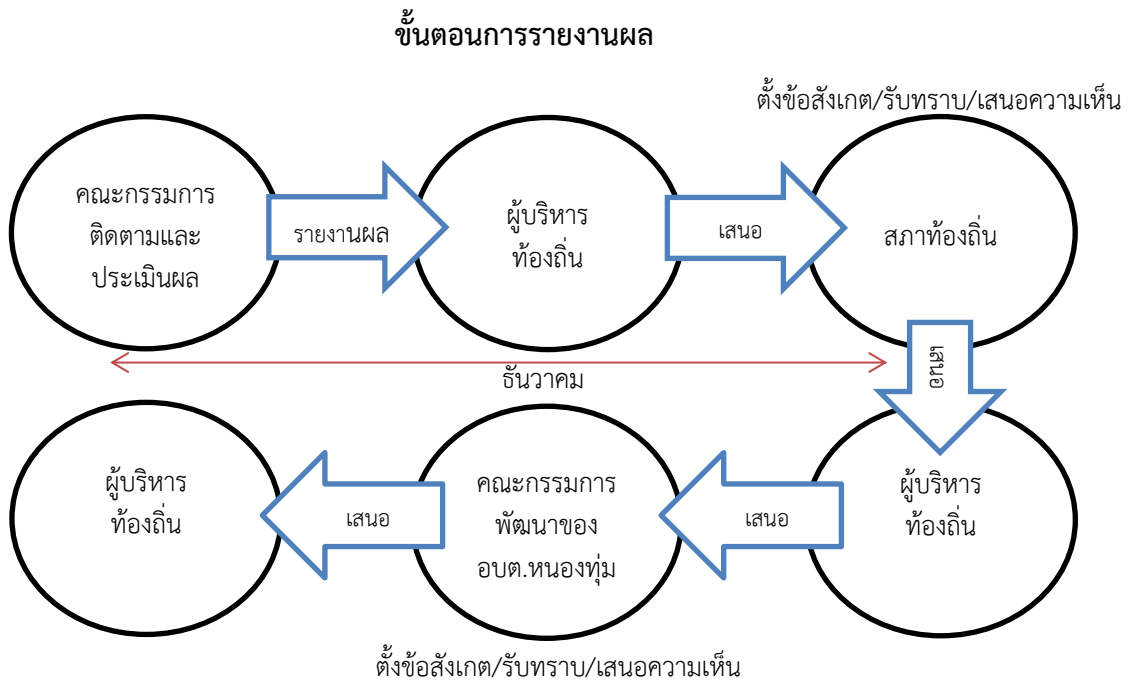 ขั้นตอนการรายงานผล
ตั้งข้อสังเกต/รับทราบ/เสนอความเห็น
คณะกรรมการ
ติดตามและ
ประเมินผล
รายงานผล
ผู้บริหาร
ท้องถิ่น
เสนอ
สภาท้องถิ่น
ธันวาคม
เสนอ
ผู้บริหาร
ท้องถิ่น
เสนอ
คณะกรรมการ
พัฒนาของ
อบต.หนองทุ่ม
เสนอ
ผู้บริหาร
ท้องถิ่น
ตั้งข้อสังเกต/รับทราบ/เสนอความเห็น